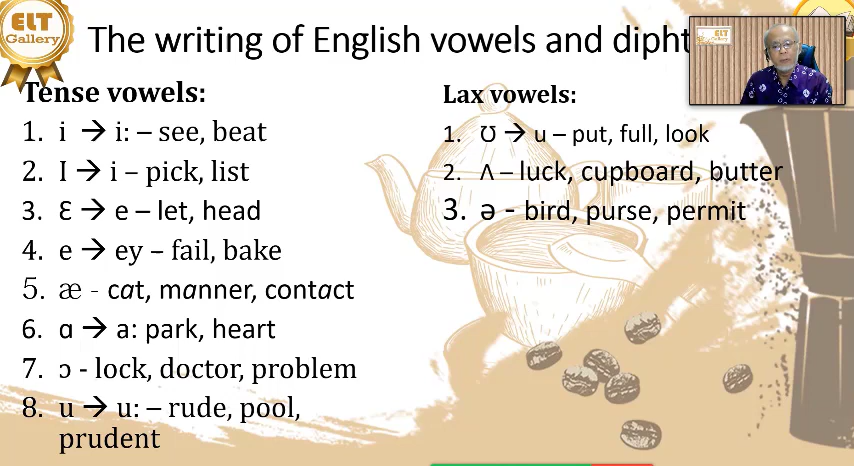 ELT
Gallery
The writing of English vowels and dipht
Tense vowels:
1. i → i: – see, beat
2. I → i – pick, list
3. Ɛ → e – let, head
4. e → ey – fail, bake
5. æ - cat, manner, contact
6. ɑ → a: park, heart
7. ɔ - lock, doctor, problem
8. u → u: – rude, pool,
prudent
Lax vowels:
1. Ʊ → u – put, full, look
2. Ʌ – luck, cupboard, butter
3. ə - bird, purse, permit
ELT